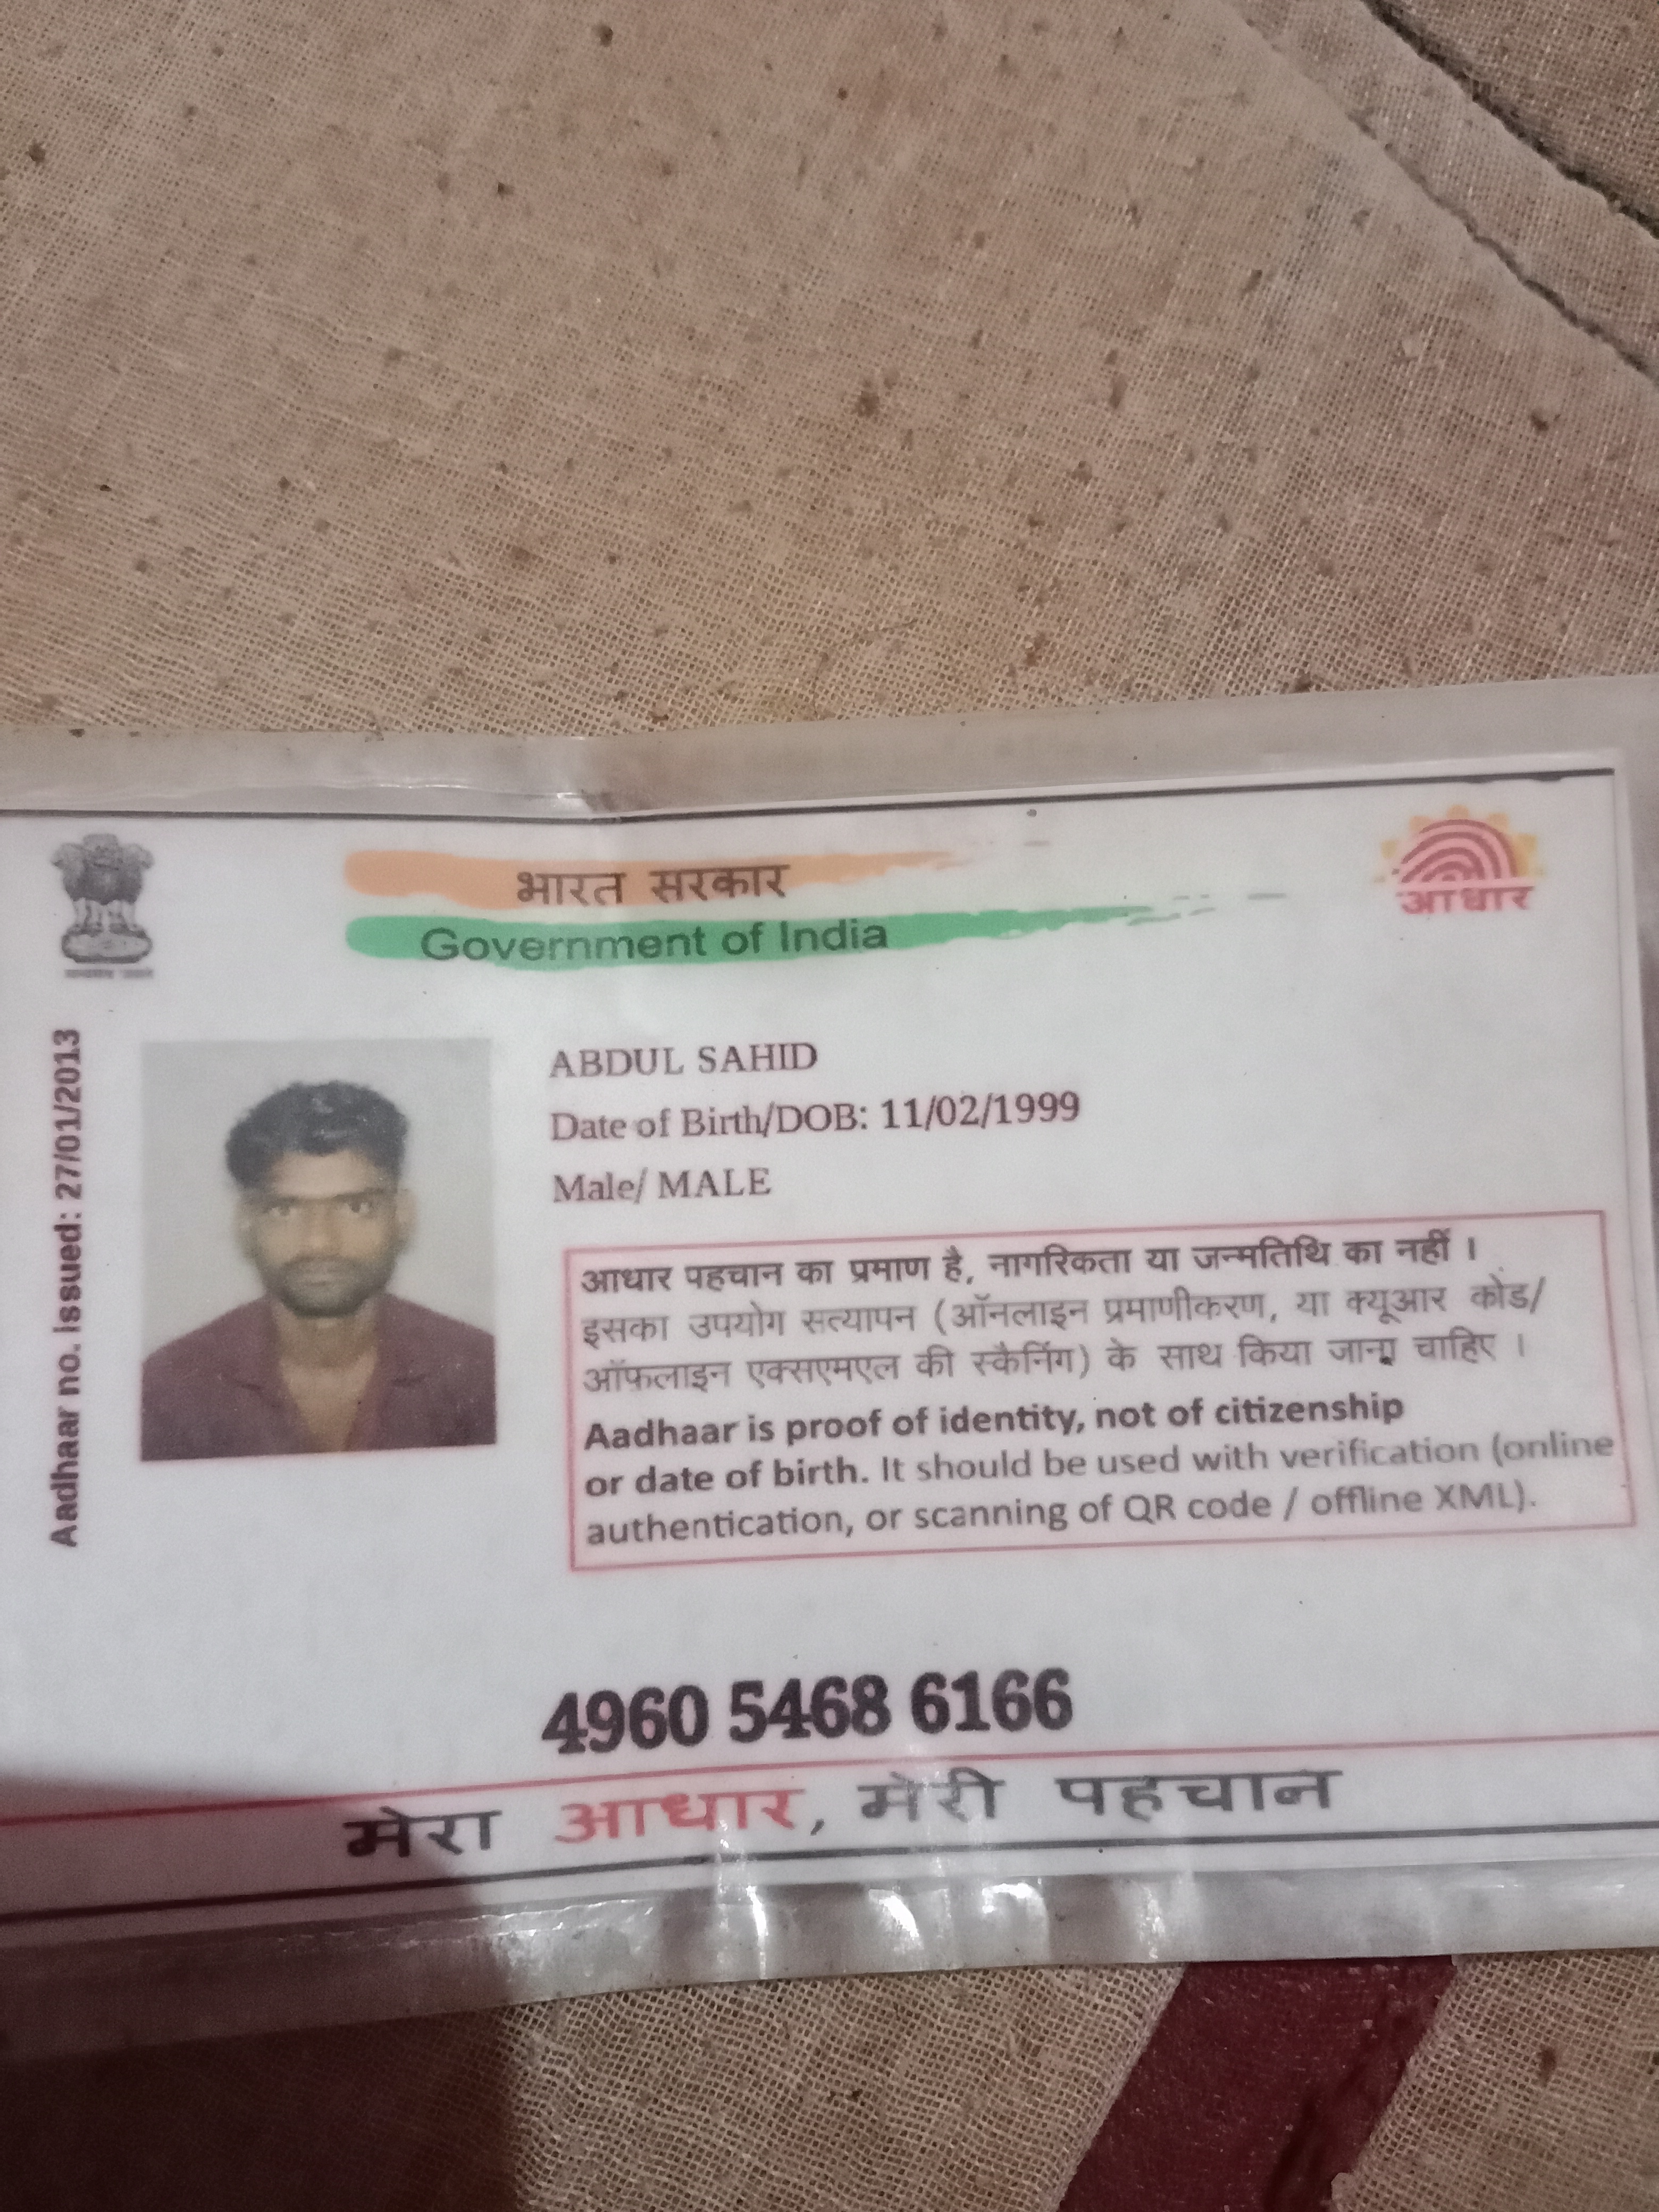 भारत सरकार
Government of India
आधार
Aadhaar no. issued: 27/01/2013
ABDUL SAHID
Date of Birth/DOB: 11/02/1999
Male/ MALE
आधार पहचान का प्रमाण है, नागरिकता या जन्मतिथि का नहीं ।
इसका उपयोग सत्यापन (ऑनलाइन प्रमाणीकरण, या क्यूआर कोड/
ऑफ़लाइन एक्सएमएल की स्कैनिंग) के साथ किया जाना चाहिए ।
Aadhaar is proof of identity, not of citizenship
or date of birth. It should be used with verification (online
authentication, or scanning of QR code / offline XML).
4960 5468 6166
मेरा आधार, मेरी पहचान